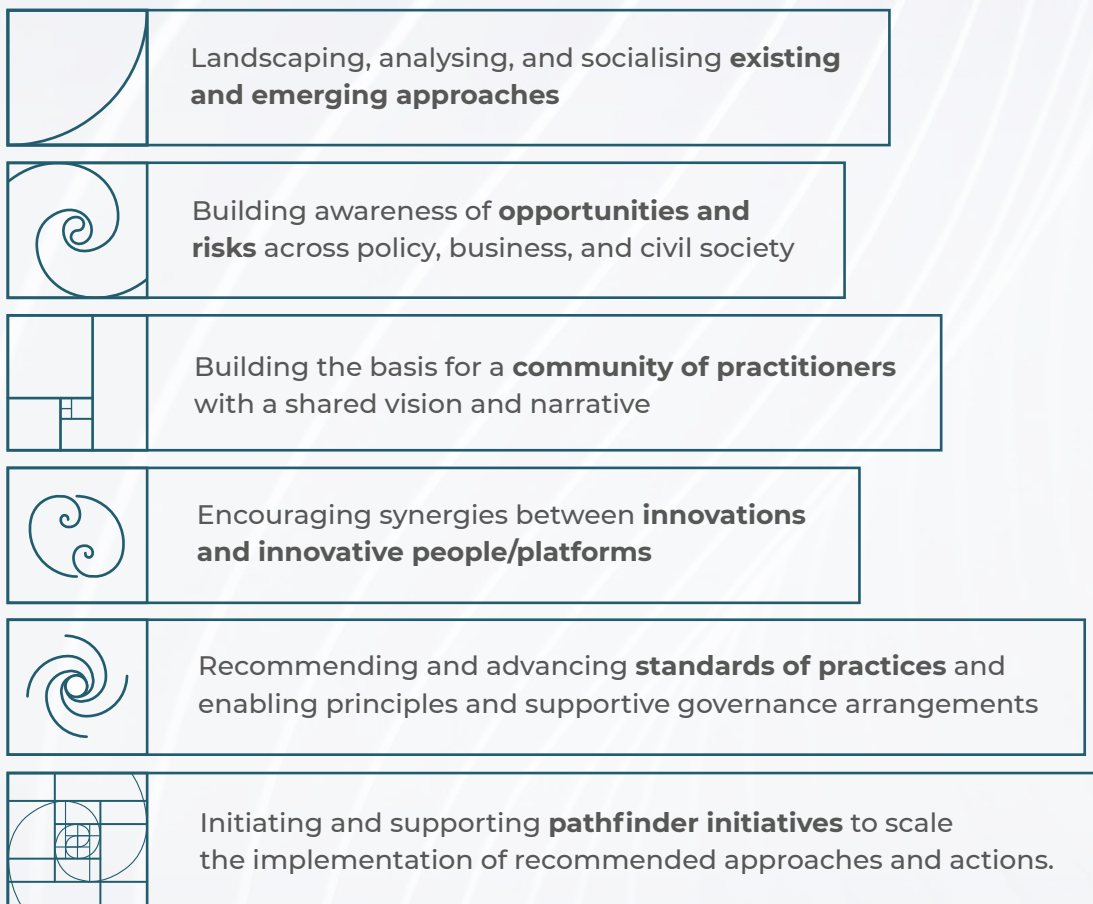 Landscaping, analysing, and socialising existing
and emerging approaches
Building awareness of opportunities and
risks across policy, business, and civil society
Building the basis for a community of practitioners
with a shared vision and narrative
Encouraging synergies between innovations
and innovative people/platforms
Recommending and advancing standards of practices and
enabling principles and supportive governance arrangements
Initiating and supporting pathfinder initiatives to scale
the implementation of recommended approaches and actions.